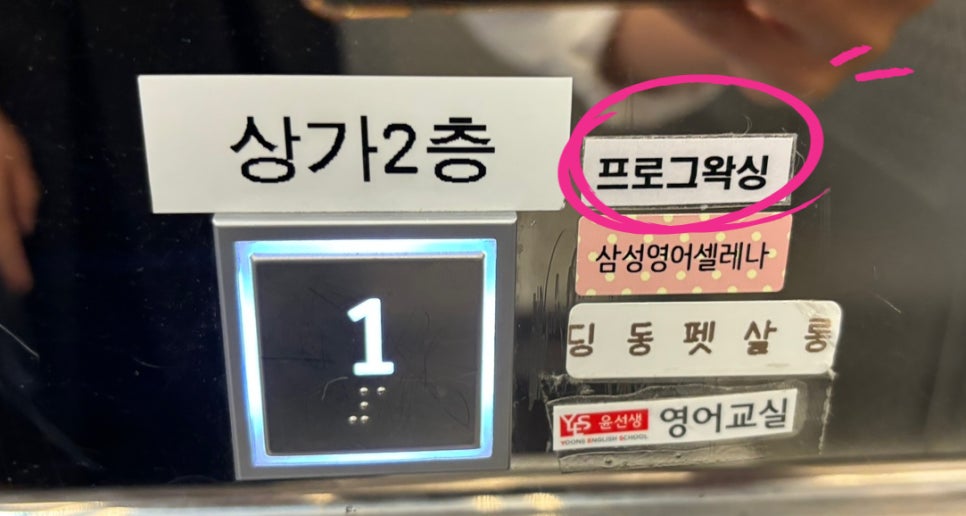 상가2층
1
프로그왁싱
삼성영어셀레나
딩동펫살롱
YES 윤선생 영어교실
YOONS ENGLISH SCHOOL